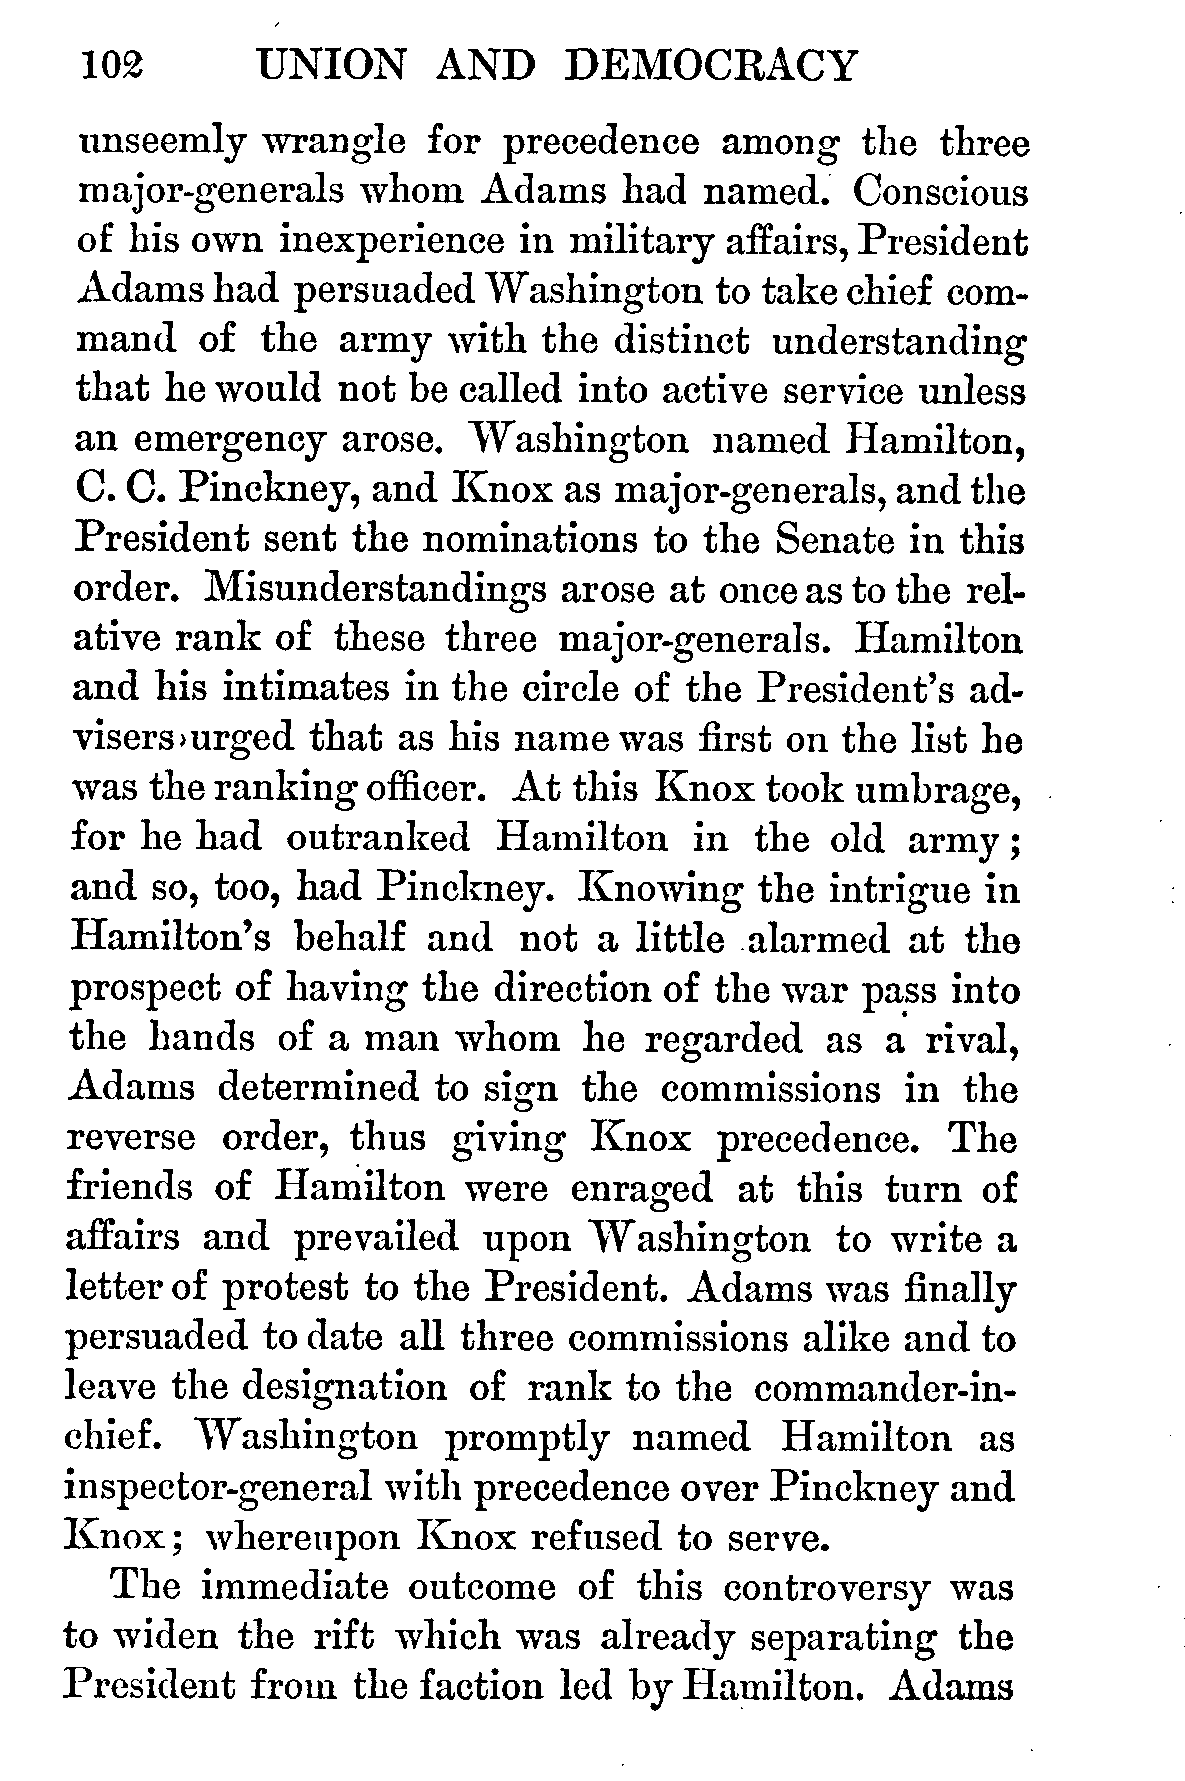 102 UNION AND DEMOCRACY
unseemly wrangle for precedence among the three
major-generals whom Adams had named. Conscious
of his own inexperience in military affairs, President
Adams had persuaded Washington to take chief com-
mand of the army with the distinct understanding
that he would not be called into active service unless
an emergency arose. Washington named Hamilton,
C. C. Pinckney, and Knox as major-generals, and the
President sent the nominations to the Senate in this
order. Misunderstandings arose at once as to the rel-
ative rank of these three major-generals. Hamilton
and his intimates in the circle of the President's ad-
visers urged that as his name was first on the list he
was the ranking officer. At this Knox took umbrage,
for he had outranked Hamilton in the old army;
and so, too, had Pinckney. Knowing the intrigue in
Hamilton's behalf and not a little alarmed at the
prospect of having the direction of the war pass into
the hands of a man whom he regarded as a rival,
Adams determined to sign the commissions in the
reverse order, thus giving Knox precedence. The
friends of Hamilton were enraged at this turn of
affairs and prevailed upon Washington to write a
letter of protest to the President. Adams was finally
persuaded to date all three commissions alike and to
leave the designation of rank to the commander-in-
chief. Washington promptly named Hamilton as
inspector-general with precedence over Pinckney and
Knox; whereupon Knox refused to serve.
The immediate outcome of this controversy was
to widen the rift which was already separating the
President from the faction led by Hamilton. Adams